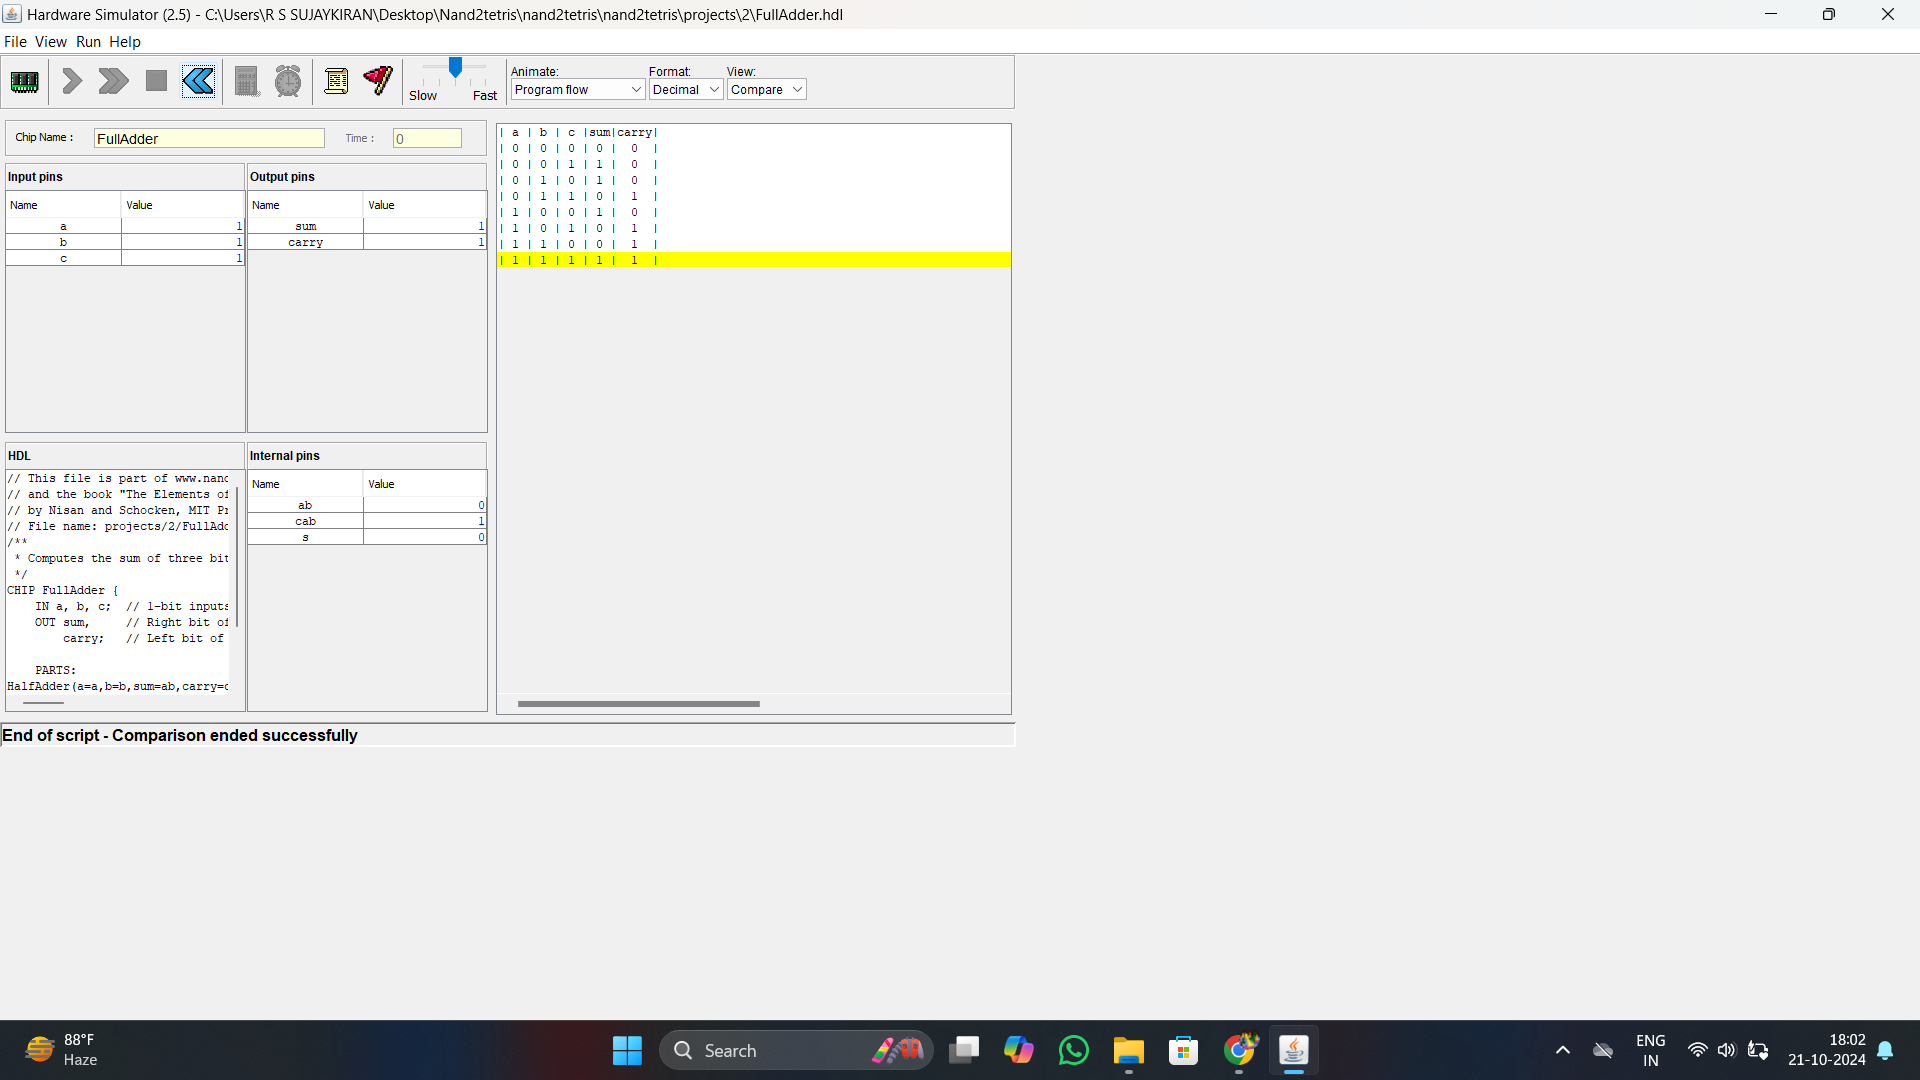 Hardware Simulator (2.5) - C:\Users\R S SUJAYKIRAN\Desktop\Nand2tetris\nand2tetris\nand2tetris\projects\2\FullAdder.hdl
File View Run Help
Slow Fast
Animate: Format: View:
Program flow Decimal Compare
Chip Name : FullAdder Time : 0
Input pins
Name Value
a 1
b 1
c 1
Output pins
Name Value
sum 1
carry 1
| a | b | c |sum|carry|
| 0 | 0 | 0 | 0 | 0 |
| 0 | 0 | 1 | 1 | 0 |
| 0 | 1 | 0 | 1 | 0 |
| 0 | 1 | 1 | 0 | 1 |
| 1 | 0 | 0 | 1 | 0 |
| 1 | 0 | 1 | 0 | 1 |
| 1 | 1 | 0 | 0 | 1 |
| 1 | 1 | 1 | 1 | 1 |
HDL
// This file is part of www.nand
// and the book "The Elements of
// by Nisan and Schocken, MIT Pr
// File name: projects/2/FullAdd
/**
* Computes the sum of three bit
*/
CHIP FullAdder {
IN a, b, c; // 1-bit inputs
OUT sum, // Right bit of
carry; // Left bit of
PARTS:
HalfAdder(a=a,b=b,sum=ab,carry=c
Internal pins
Name Value
ab 0
cab 1
s 0
End of script - Comparison ended successfully
88°F
Haze
Search
ENG
IN
18:02
21-10-2024